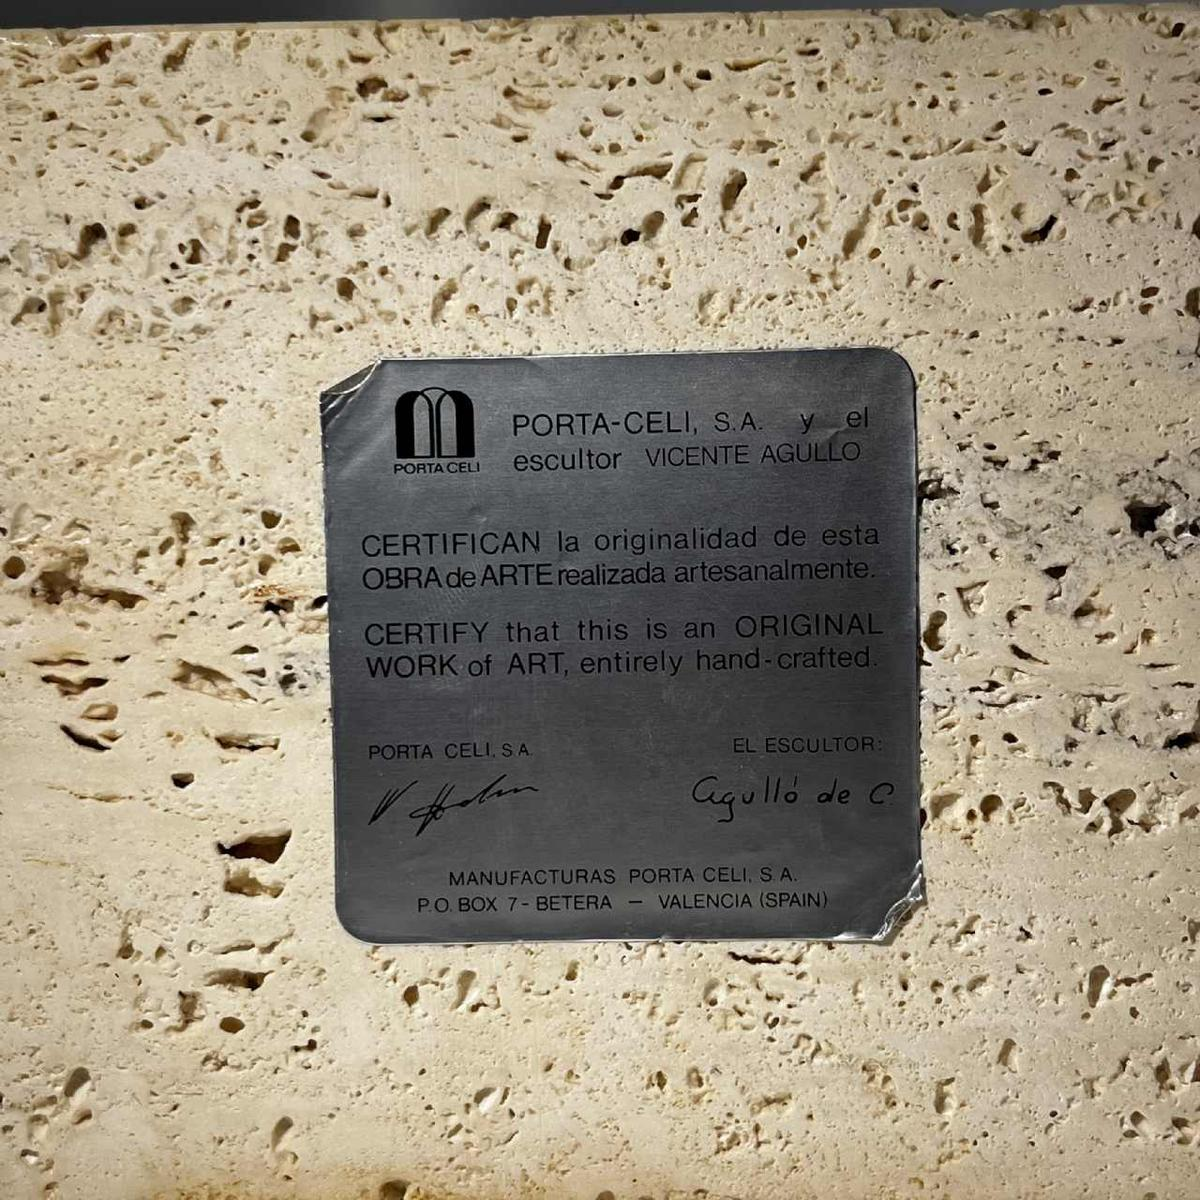 PORTA CELI
PORTA-CELI, S.A. y el
escultor VICENTE AGULLO
CERTIFICAN la originalidad de esta
OBRA de ARTE realizada artesanalmente.
CERTIFY that this is an ORIGINAL
WORK of ART, entirely hand-crafted.
PORTA CELI, S.A.
EL ESCULTOR:
Agulló de C.
MANUFACTURAS PORTA CELI, S.A.
P.O. BOX 7 - BETERA — VALENCIA (SPAIN)